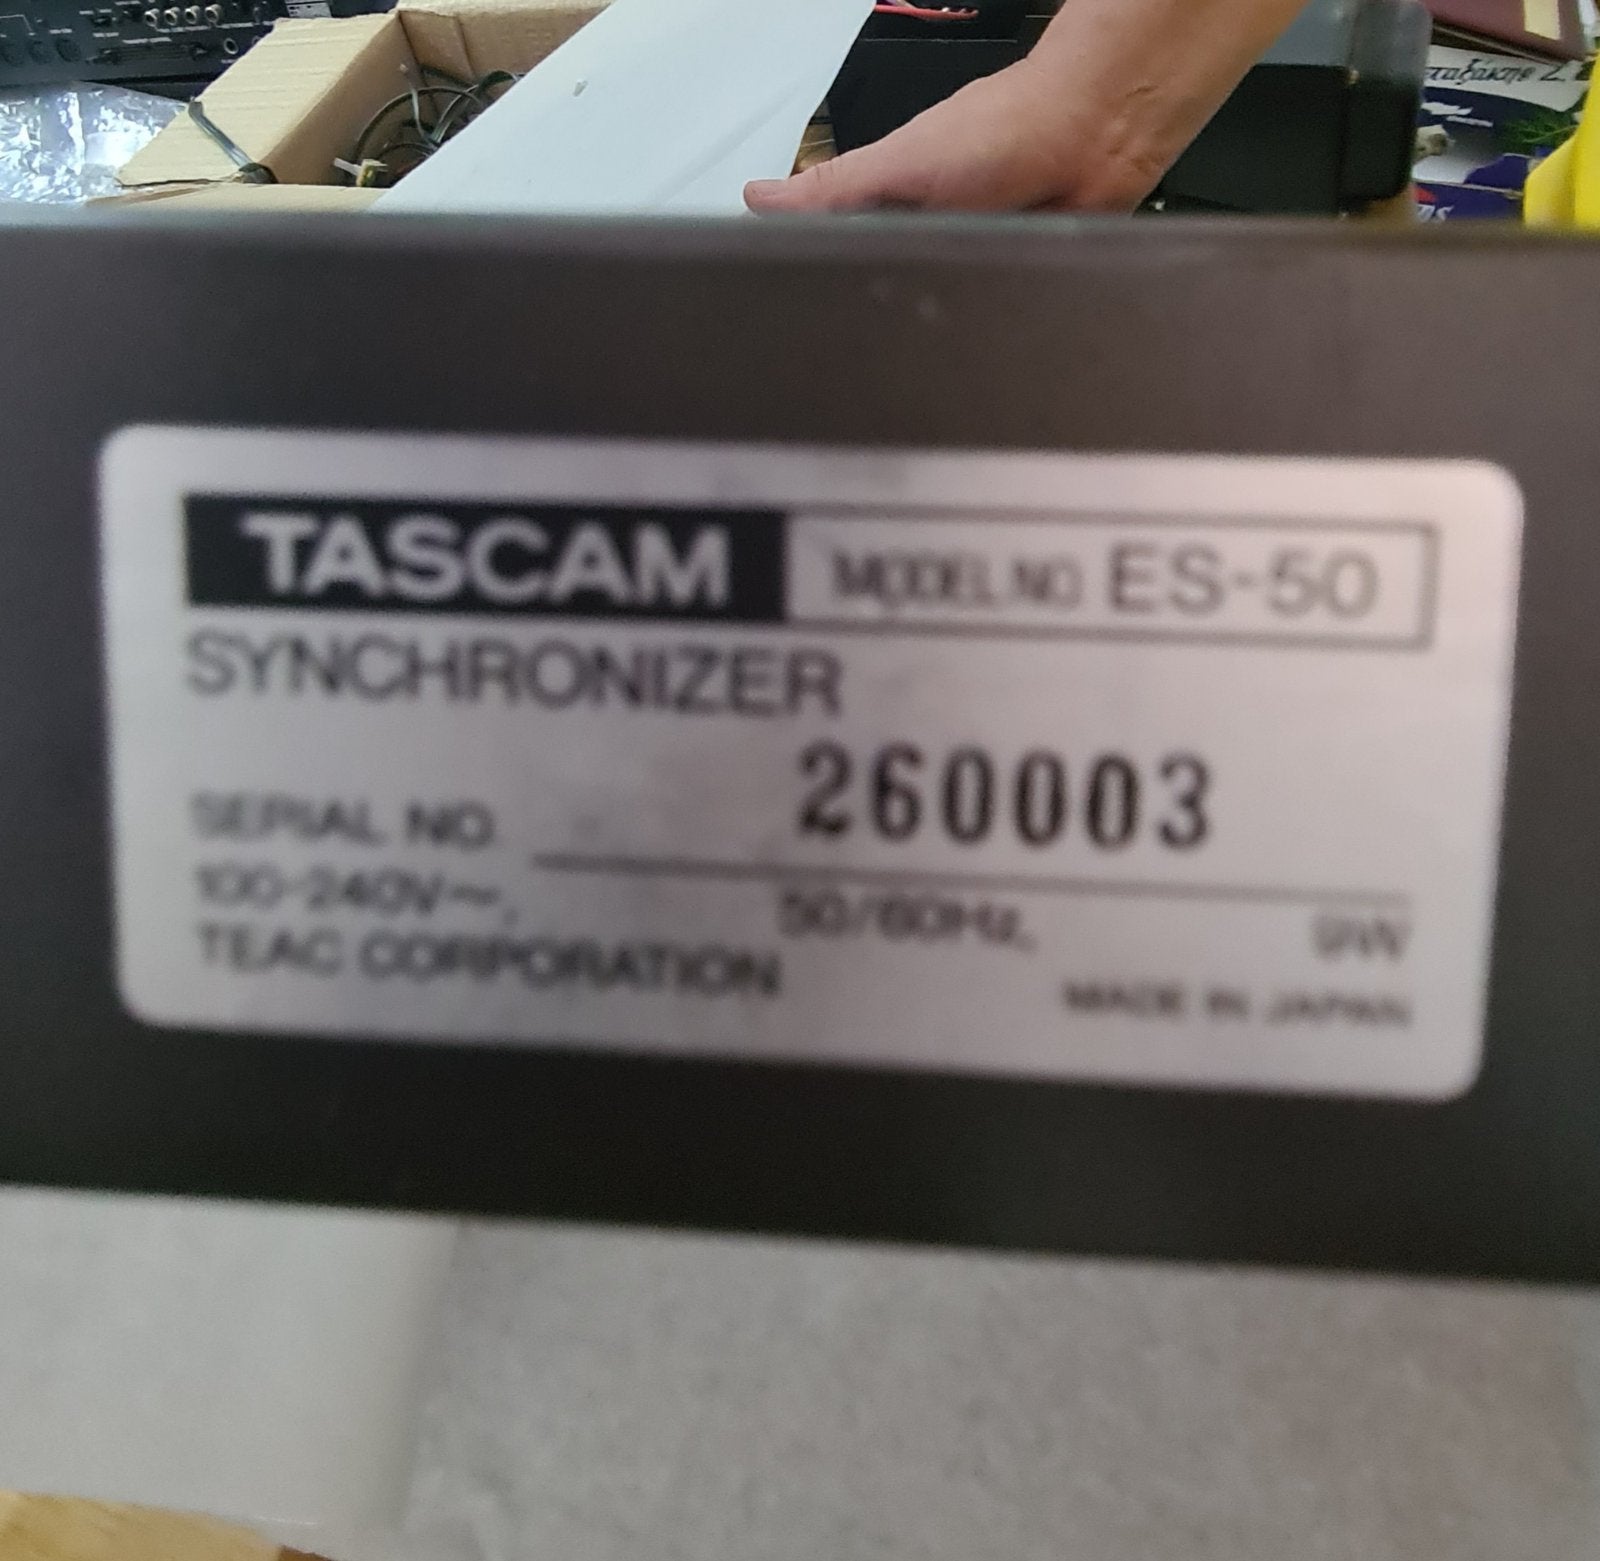 TASCAM MODEL NO ES-50
SYNCHRONIZER
260003
SERIAL NO.
100-240V~, 50/60Hz, 9W
TEAC CORPORATION
MADE IN JAPAN